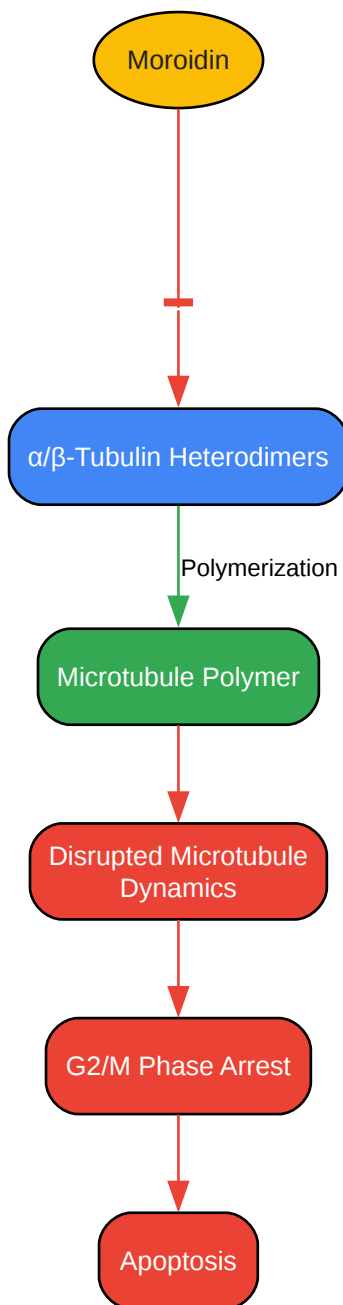 Moroidin
α/β-Tubulin Heterodimers
Polymerization
Microtubule Polymer
Disrupted Microtubule
Dynamics
G2/M Phase Arrest
Apoptosis